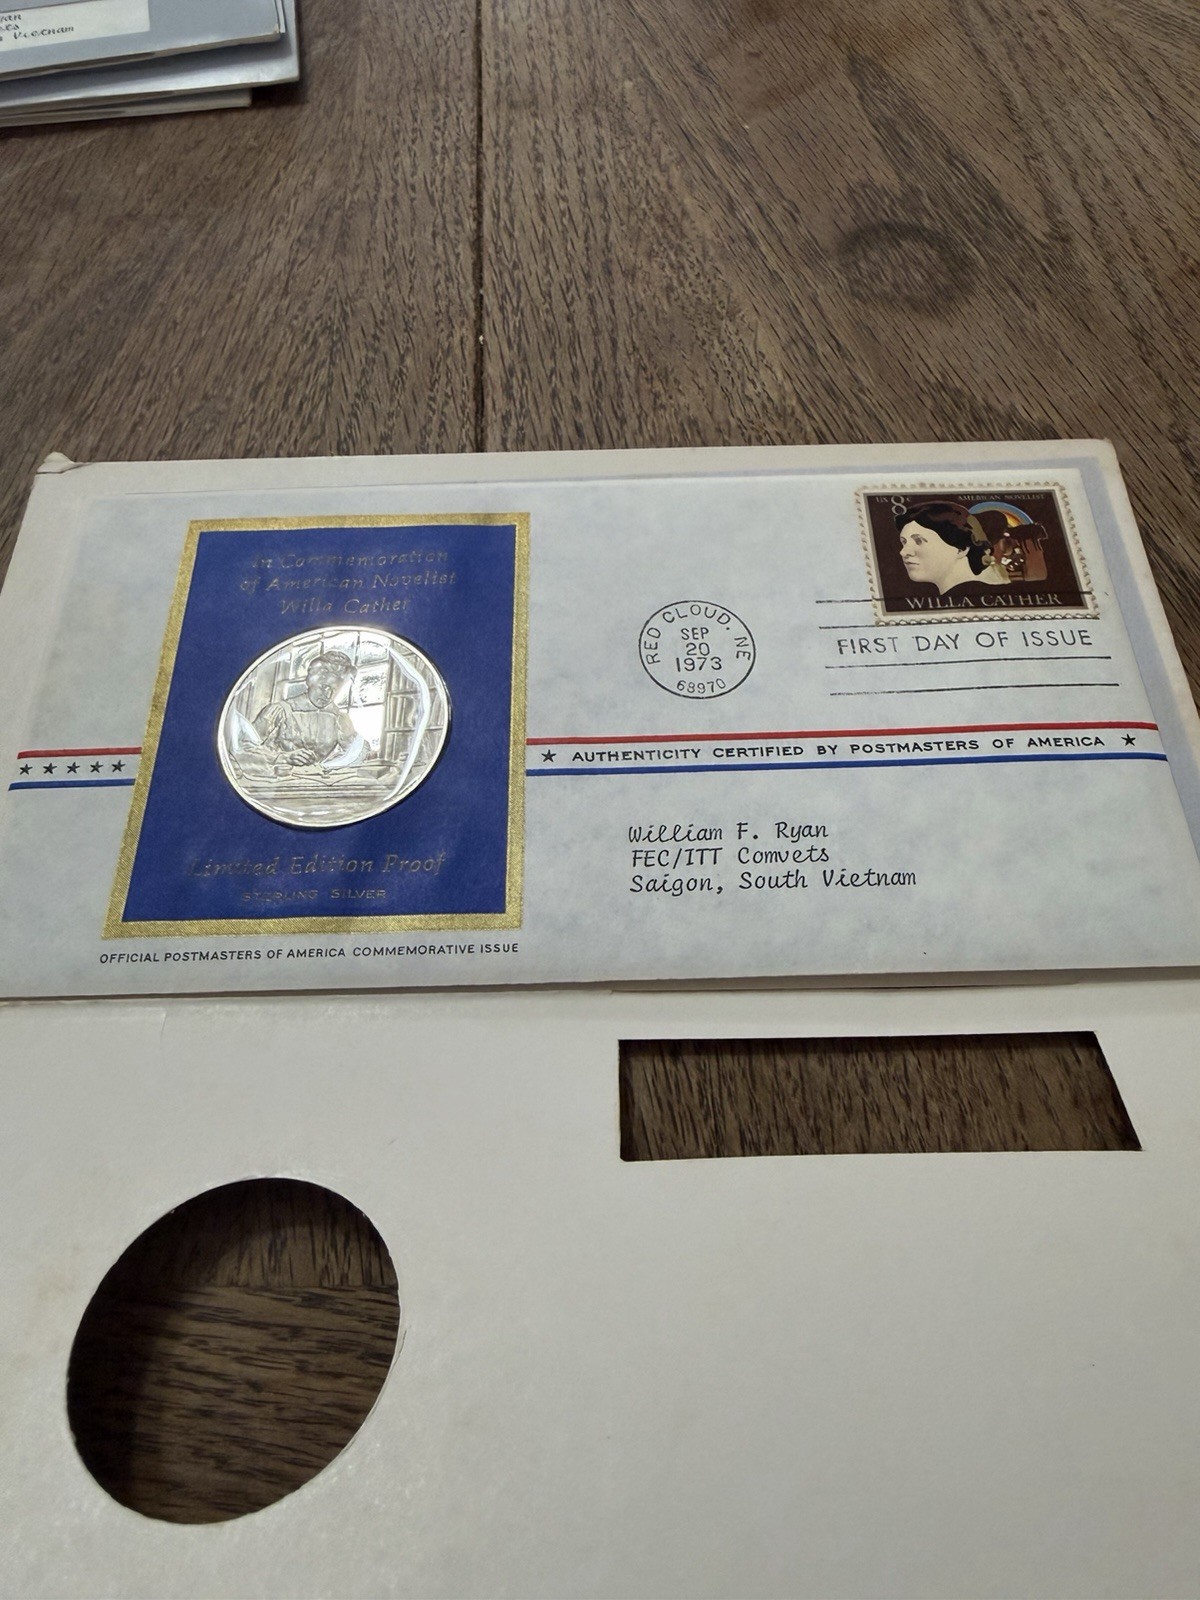 Vietnam
In Commemoration
of American Novelist
Willa Cather
Limited Edition Proof
STERLING SILVER
OFFICIAL POSTMASTERS OF AMERICA COMMEMORATIVE ISSUE
US 8c
AMERICAN NOVELIST
WILLA CATHER
RED CLOUD, NE
SEP
20
1973
68970
FIRST DAY OF ISSUE
★ AUTHENTICITY CERTIFIED BY POSTMASTERS OF AMERICA ★
William F. Ryan
FEC/ITT Comvets
Saigon, South Vietnam